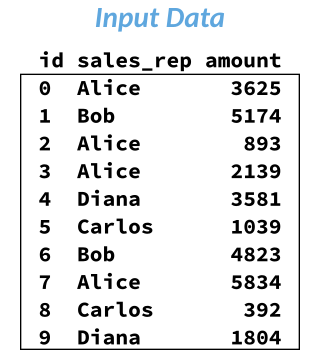 Input Data
id sales_rep amount
0 Alice 3625
1 Bob 5174
2 Alice 893
3 Alice 2139
4 Diana 3581
5 Carlos 1039
6 Bob 4823
7 Alice 5834
8 Carlos 392
9 Diana 1804